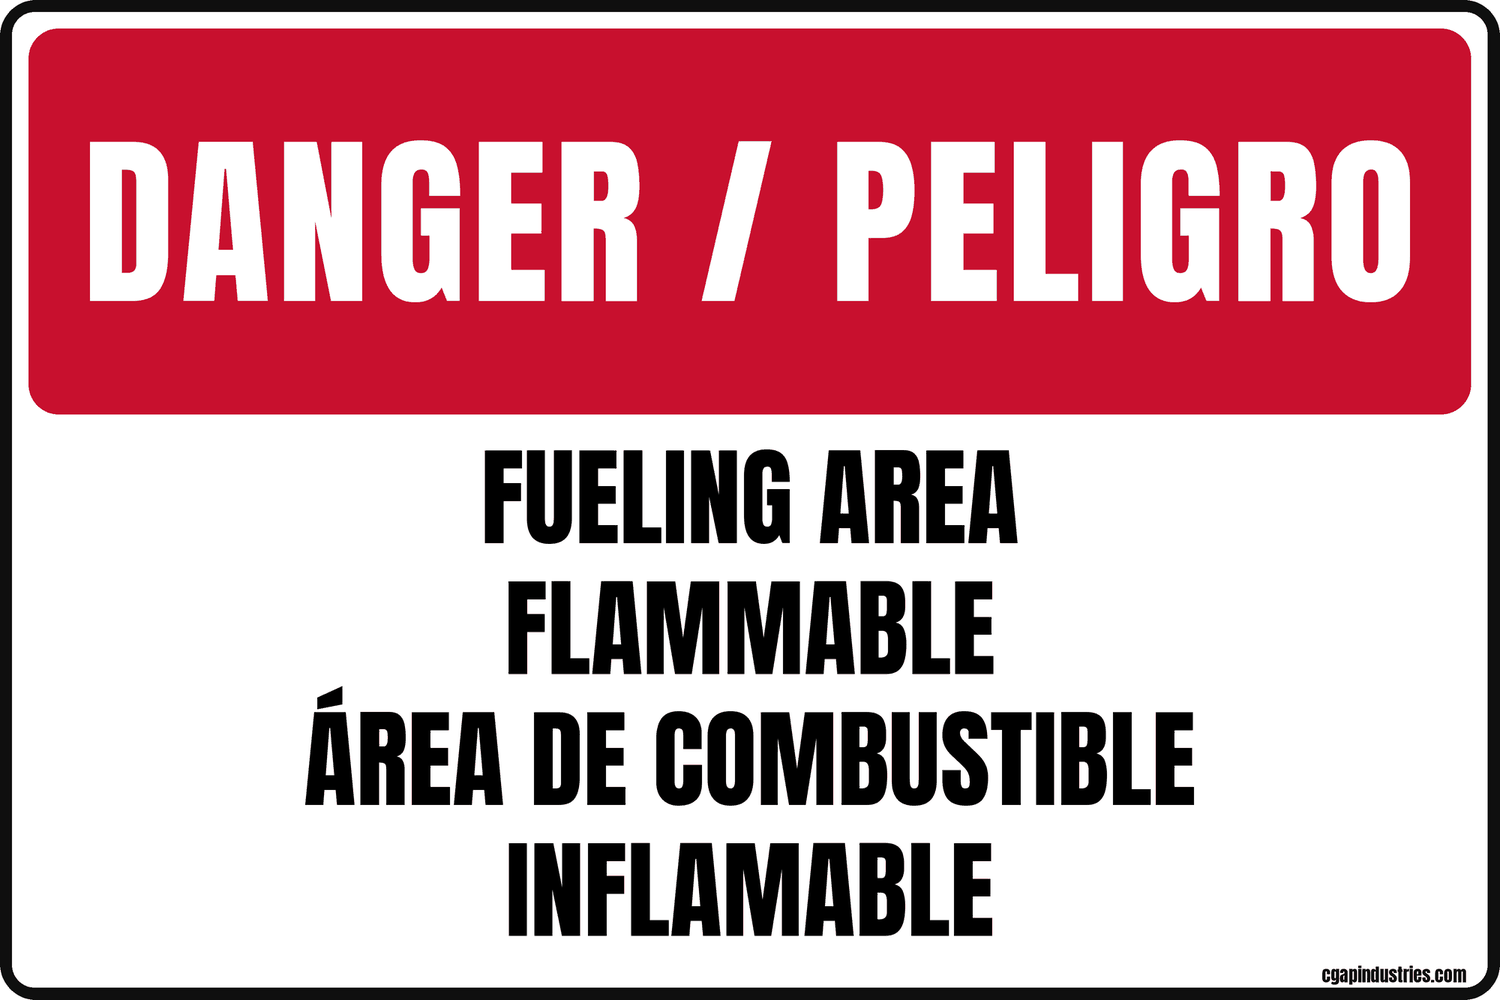 DANGER / PELIGRO
FUELING AREA
FLAMMABLE
ÁREA DE COMBUSTIBLE
INFLAMABLE
cgapindustries.com